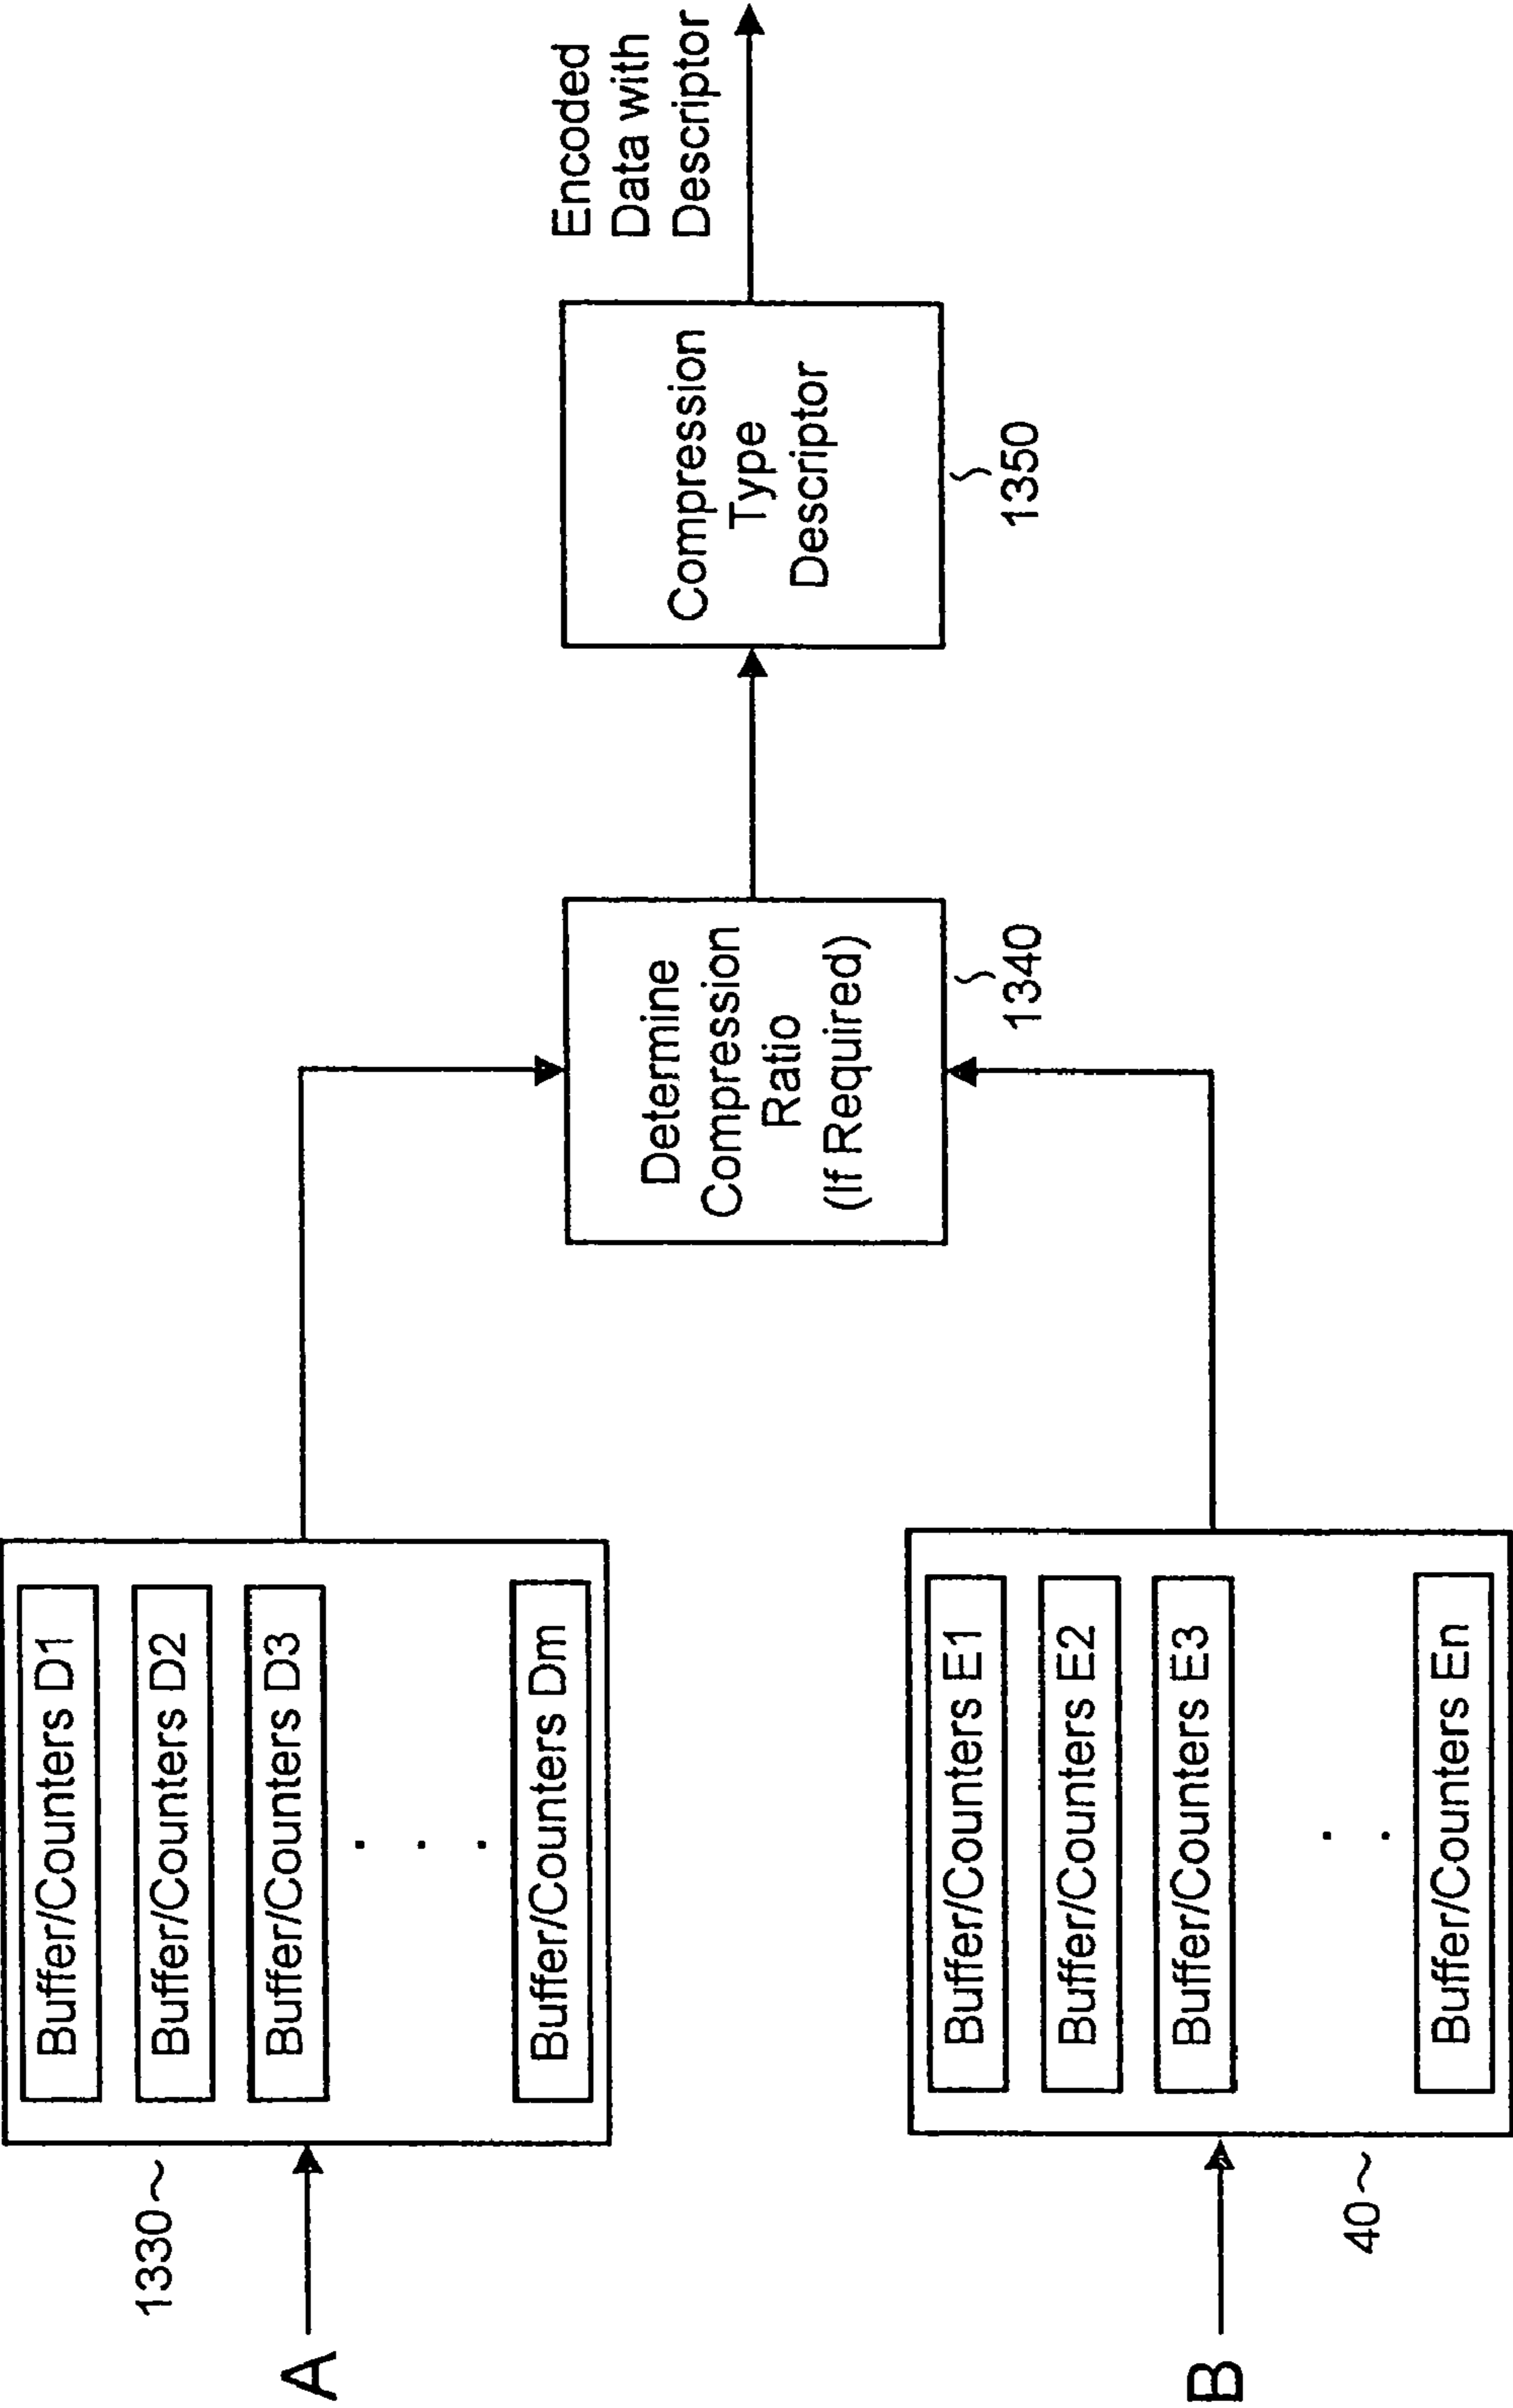 A
1330
Buffer/Counters D1
Buffer/Counters D2
Buffer/Counters D3
. . .
Buffer/Counters Dm
B
40
Buffer/Counters E1
Buffer/Counters E2
Buffer/Counters E3
. .
Buffer/Counters En
Determine
Compression
Ratio
(If Required)
1340
Compression
Type
Descriptor
1350
Encoded
Data with
Descriptor